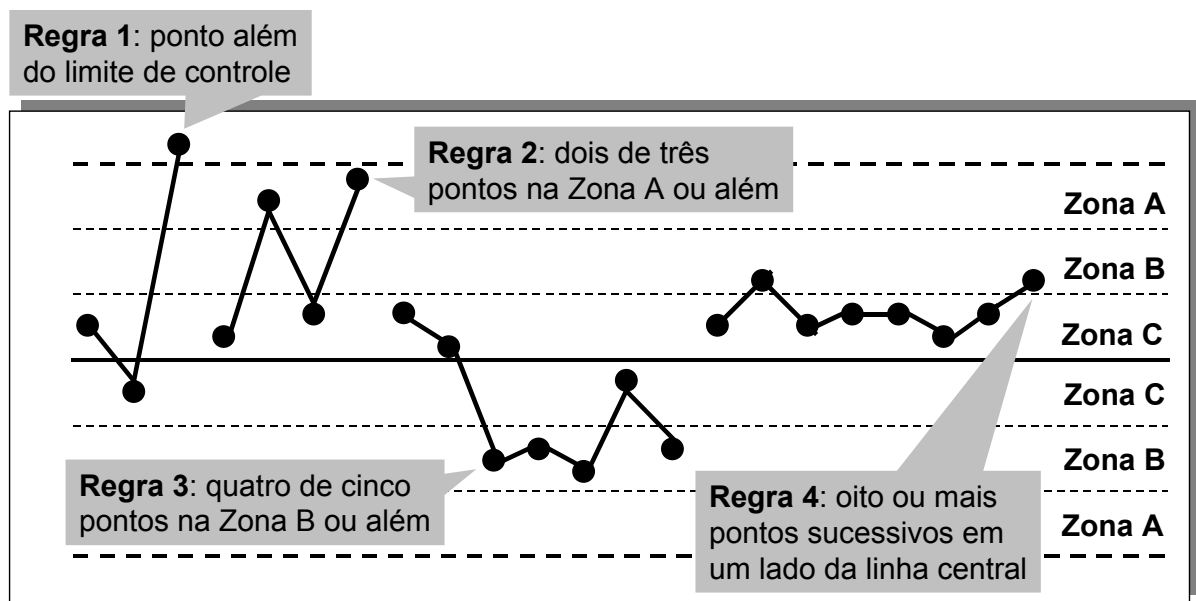 Regra 1: ponto além
do limite de controle
Regra 2: dois de três
pontos na Zona A ou além
Zona A
Zona B
Zona C
Zona C
Zona B
Zona A
Regra 3: quatro de cinco
pontos na Zona B ou além
Regra 4: oito ou mais
pontos sucessivos em
um lado da linha central